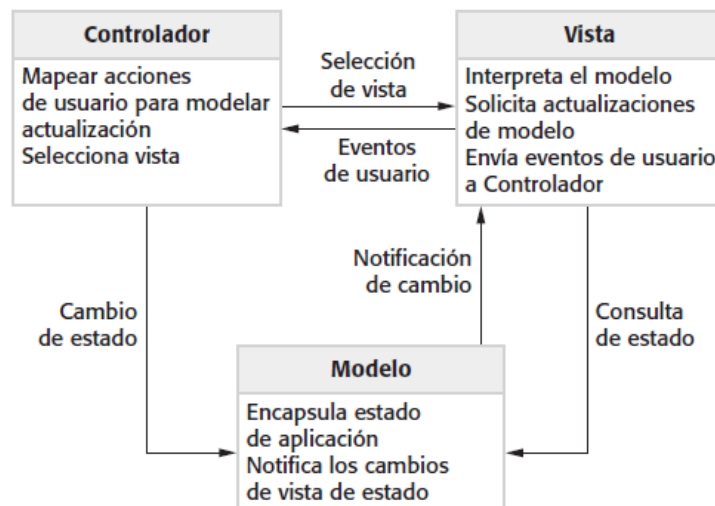 Controlador
Mapear acciones
de usuario para modelar
actualización
Selecciona vista
Selección
de vista
Eventos
de usuario
Vista
Interpreta el modelo
Solicita actualizaciones
de modelo
Envía eventos de usuario
a Controlador
Cambio
de estado
Notificación
de cambio
Consulta
de estado
Modelo
Encapsula estado
de aplicación
Notifica los cambios
de vista de estado